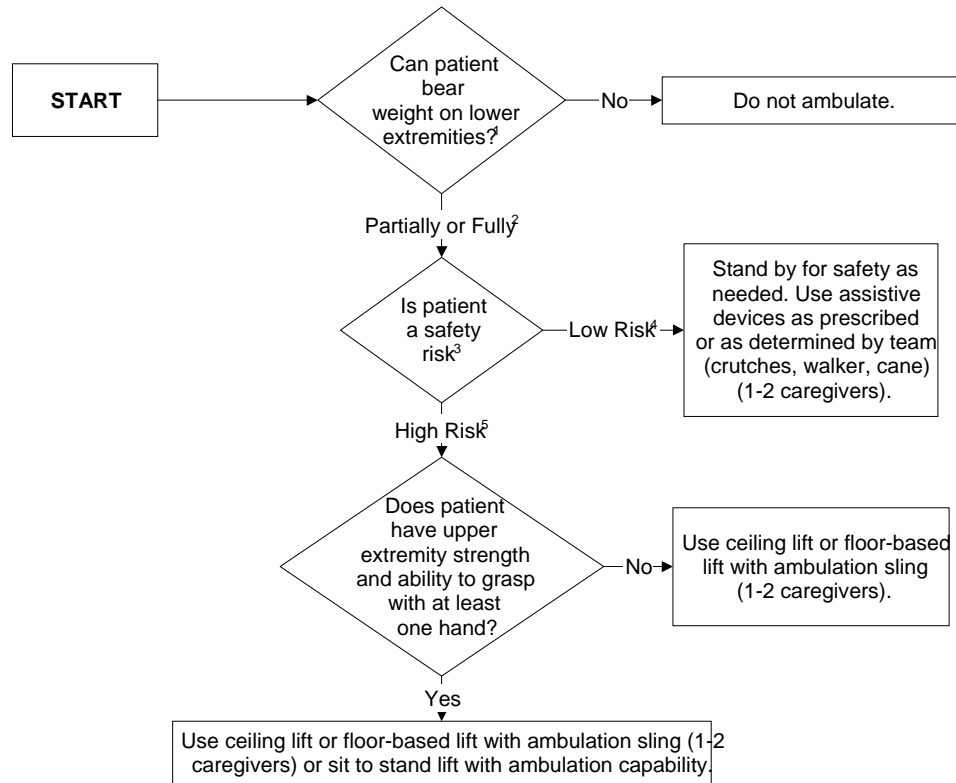 START
Can patient
bear
weight on lower
extremities?1
No
Do not ambulate.
Partially or Fully2
Is patient
a safety
risk3
Low Risk4
Stand by for safety as
needed. Use assistive
devices as prescribed
or as determined by team
(crutches, walker, cane)
(1-2 caregivers).
High Risk5
Does patient
have upper
extremity strength
and ability to grasp
with at least
one hand?
No
Use ceiling lift or floor-based
lift with ambulation sling
(1-2 caregivers).
Yes
Use ceiling lift or floor-based lift with ambulation sling (1-2
caregivers) or sit to stand lift with ambulation capability.